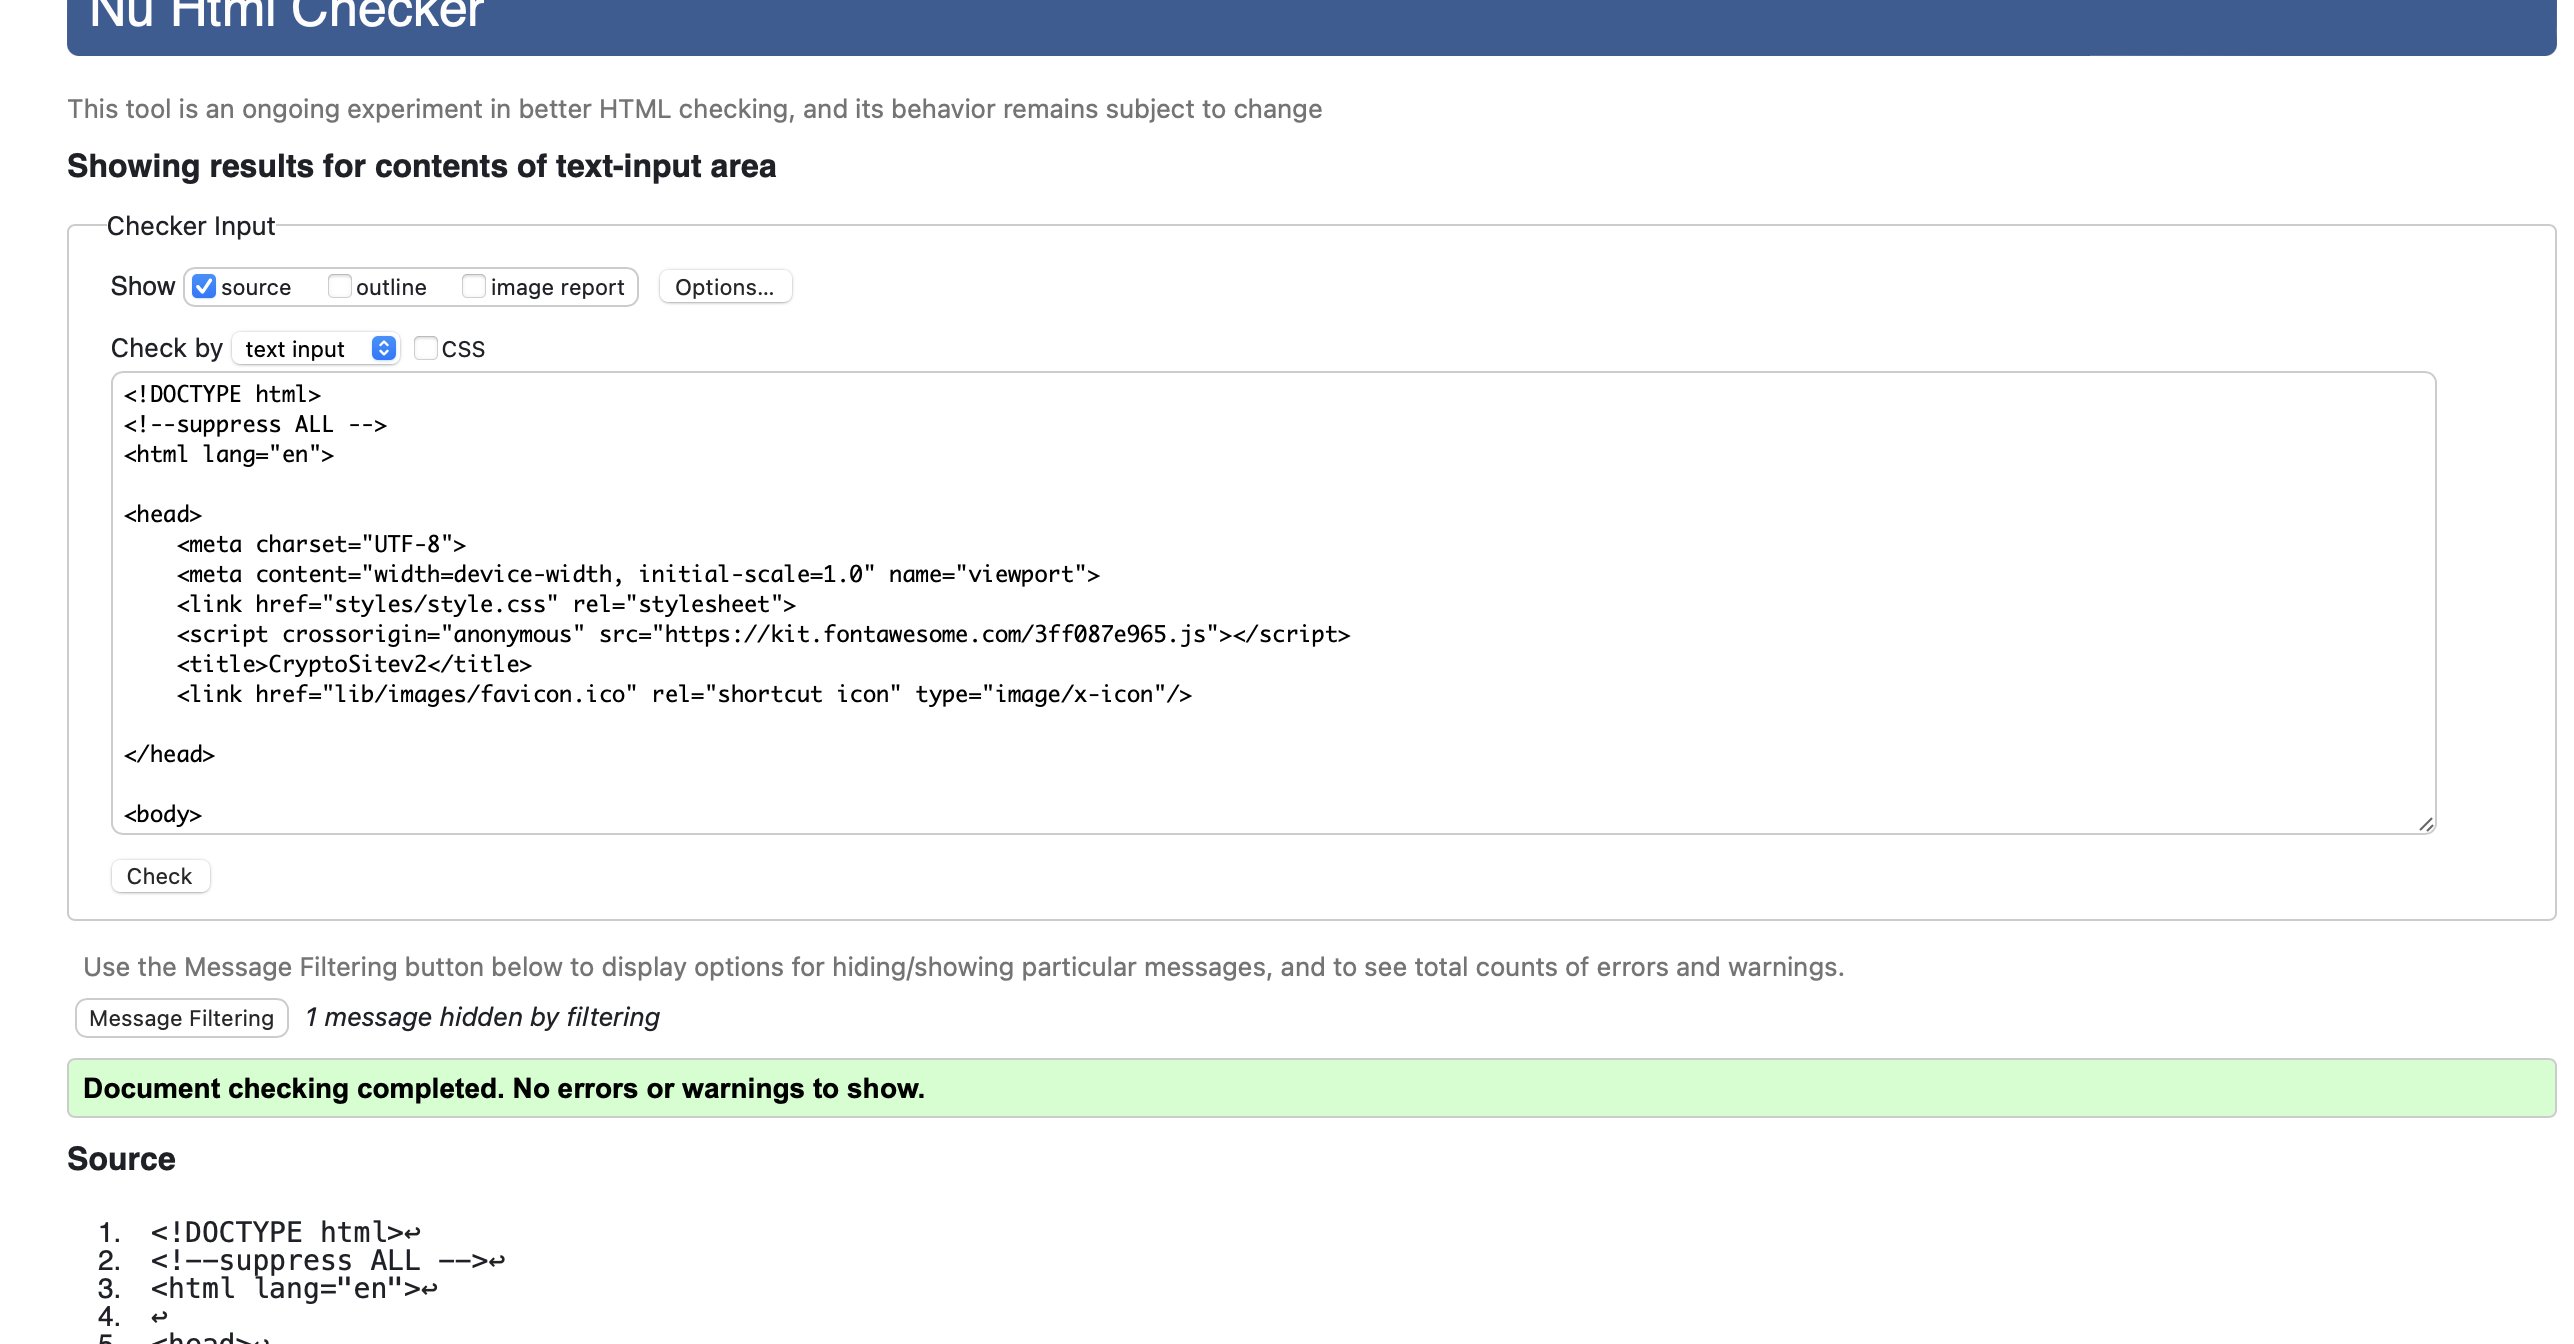 Nu Html Checker
This tool is an ongoing experiment in better HTML checking, and its behavior remains subject to change
Showing results for contents of text-input area
Checker Input
Show source outline image report Options...
Check by text input CSS
<!DOCTYPE html>
<!--suppress ALL -->
<html lang="en">
<head>
    <meta charset="UTF-8">
    <meta content="width=device-width, initial-scale=1.0" name="viewport">
    <link href="styles/style.css" rel="stylesheet">
    <script crossorigin="anonymous" src="https://kit.fontawesome.com/3ff087e965.js"></script>
    <title>CryptoSitev2</title>
    <link href="lib/images/favicon.ico" rel="shortcut icon" type="image/x-icon"/>
</head>
<body>
Check
Use the Message Filtering button below to display options for hiding/showing particular messages, and to see total counts of errors and warnings.
Message Filtering 1 message hidden by filtering
Document checking completed. No errors or warnings to show.
Source
1. <!DOCTYPE html>↩
2. <!--suppress ALL -->↩
3. <html lang="en">↩
4. ↩
5. <head>↩